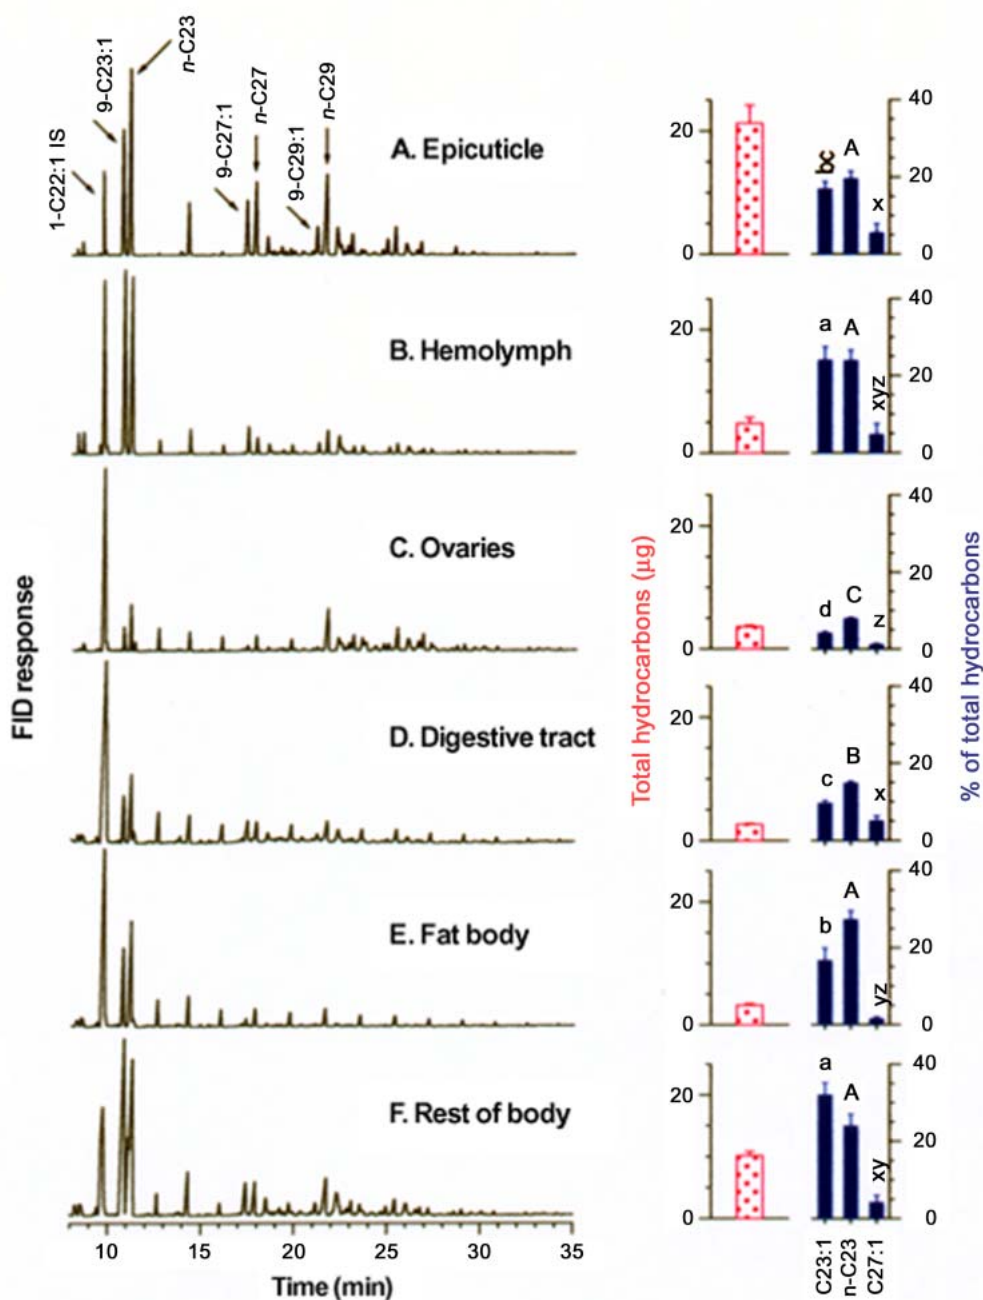 1-C22:1 IS
9-C23:1
n-C23
9-C27:1
n-C27
9-C29:1
n-C29
A. Epicuticle
20
0
bc
A
x
40
20
0
B. Hemolymph
20
0
a
A
xyz
40
20
0
C. Ovaries
20
0
d
C
z
40
20
0
D. Digestive tract
20
0
c
B
x
40
20
0
E. Fat body
20
0
b
A
yz
40
20
0
F. Rest of body
20
0
a
A
xy
40
20
0
FID response
Total hydrocarbons (µg)
% of total hydrocarbons
10 15 20 25 30 35
Time (min)
C23:1
n-C23
C27:1